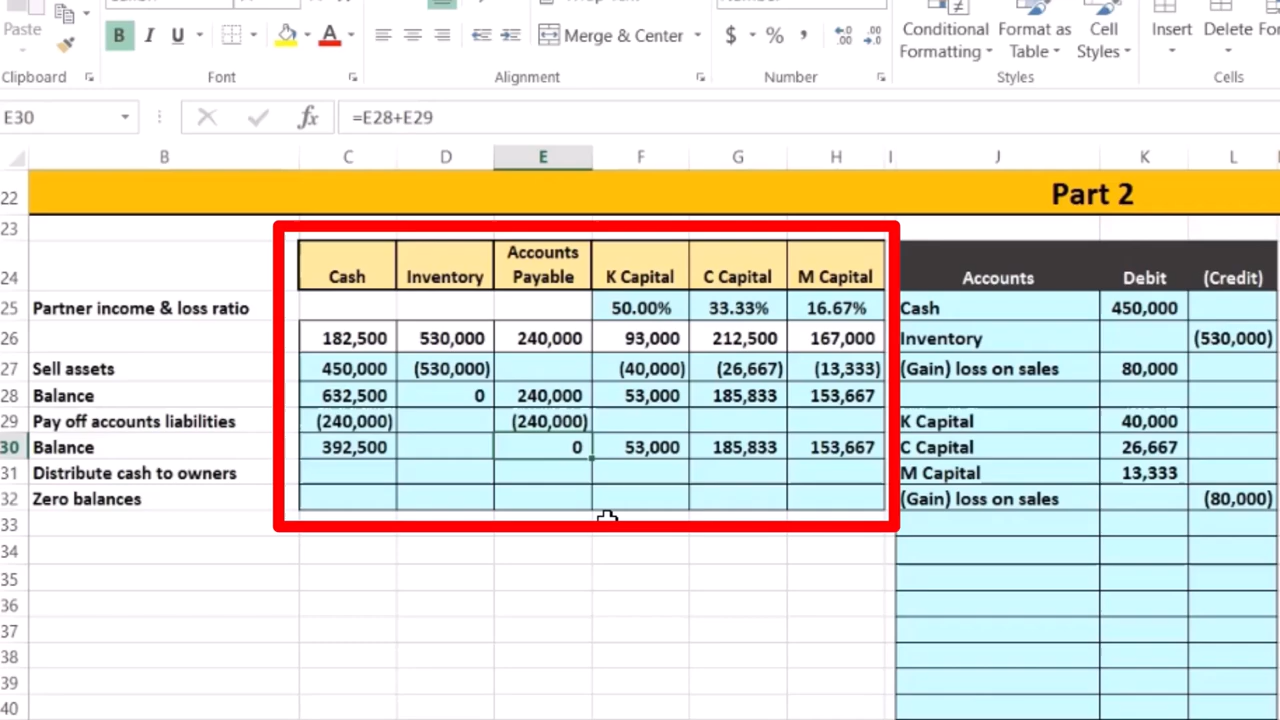 Paste
B I U A
Merge & Center
$ % ,
Conditional Format as Cell Insert Delete
Formatting Table Styles
Clipboard Font Alignment Number Styles Cells
E30 fx =E28+E29
B C D E F G H I J K L
22 Part 2
23
24 Cash Inventory Accounts Payable K Capital C Capital M Capital Accounts Debit (Credit)
25 Partner income & loss ratio 50.00% 33.33% 16.67% Cash 450,000
26 182,500 530,000 240,000 93,000 212,500 167,000 Inventory (530,000)
27 Sell assets 450,000 (530,000) (40,000) (26,667) (13,333) (Gain) loss on sales 80,000
28 Balance 632,500 0 240,000 53,000 185,833 153,667
29 Pay off accounts liabilities (240,000) (240,000) K Capital 40,000
30 Balance 392,500 0 53,000 185,833 153,667 C Capital 26,667
31 Distribute cash to owners M Capital 13,333
32 Zero balances (Gain) loss on sales (80,000)
33
34
35
36
37
38
39
40